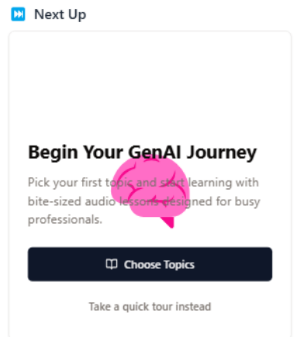 Next Up
Begin Your GenAI Journey
Pick your first topic and start learning with
bite-sized audio lessons designed for busy
professionals.
Choose Topics
Take a quick tour instead